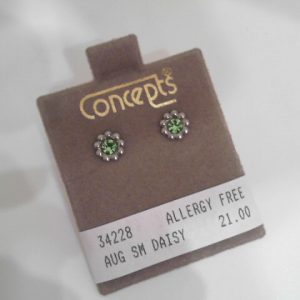 Concepts®
34228 ALLERGY FREE
AUG SM DAISY 21.00